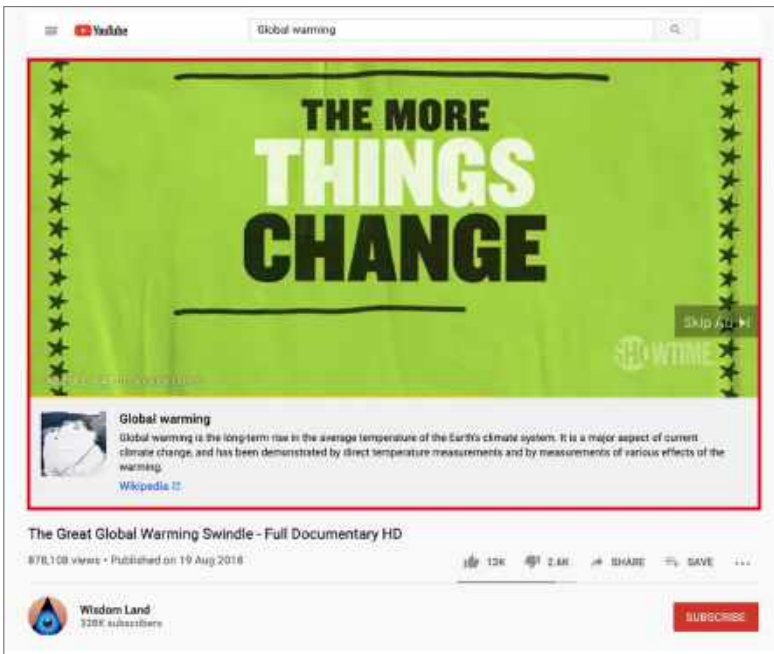 YouTube
Global warming
THE MORE
THINGS
CHANGE
Skip Ad
SHOWTIME
Global warming
Global warming is the long-term rise in the average temperature of the Earth's climate system. It is a major aspect of current
climate change, and has been demonstrated by direct temperature measurements and by measurements of various effects of the
warming.
Wikipedia
The Great Global Warming Swindle - Full Documentary HD
878,108 views • Published on 19 Aug 2018
12K 2.6K SHARE SAVE
Wisdom Land
328K subscribers
SUBSCRIBE